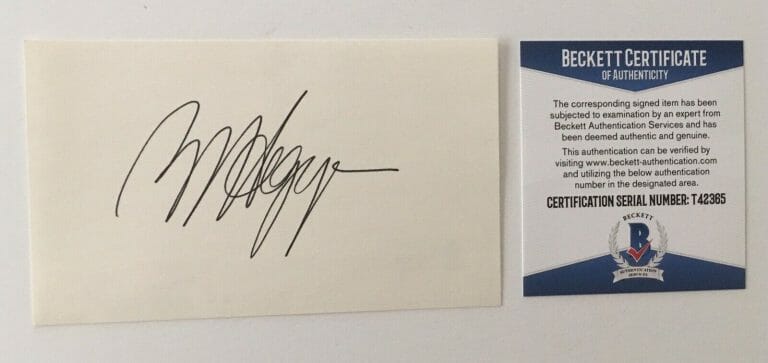 BECKETT CERTIFICATE
OF AUTHENTICITY
The corresponding signed item has been
subjected to examination by an expert from
Beckett Authentication Services and has
been deemed authentic and genuine.
This authentication can be verified by
visiting www.beckett-authentication.com
and utilizing the below authentication
number in the designated area.
CERTIFICATION SERIAL NUMBER: T42365
BECKETT
B
AUTHENTICATION
SERVICES